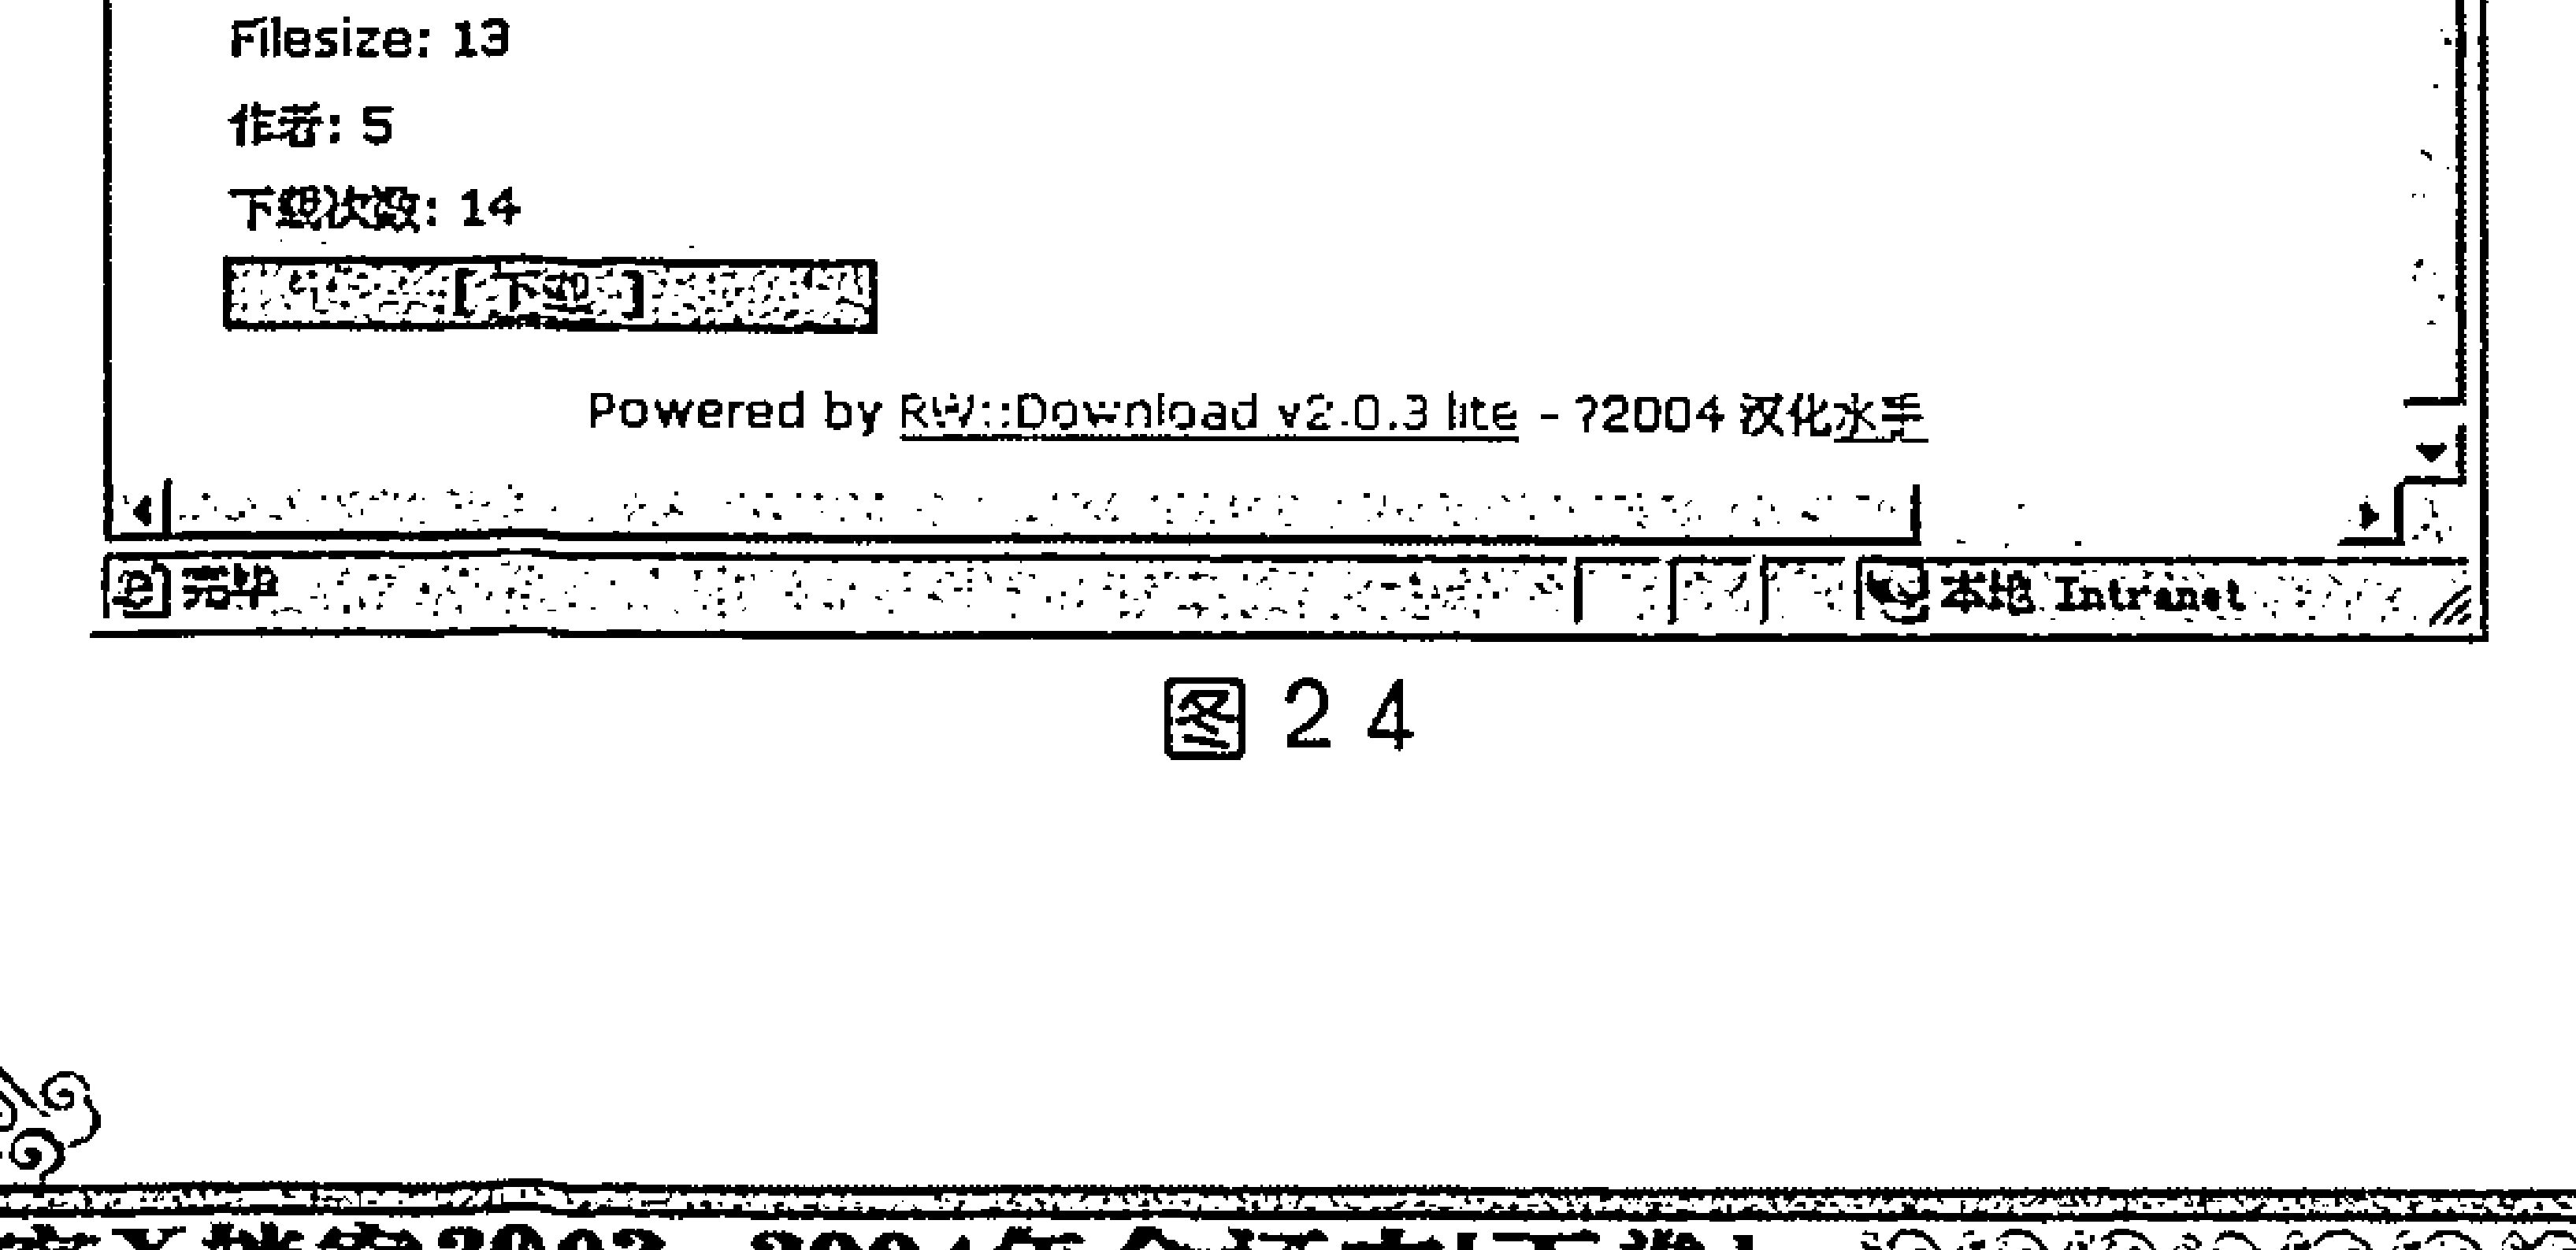 Filesize: 13
作者: 5
下载次数: 14
[ 下载 ]
Powered by RW::Download v2.0.3 lite - ?2004 汉化水手
完毕
本地 Intranet
图 2 4